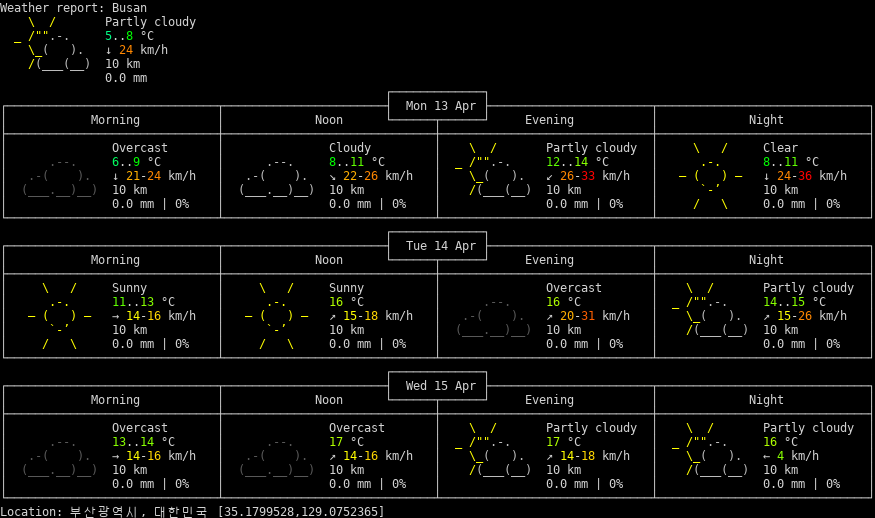 Weather report: Busan
Partly cloudy
5..8 °C
↓ 24 km/h
10 km
0.0 mm
Mon 13 Apr
Morning Noon Evening Night
Overcast Cloudy Partly cloudy Clear
6..9 °C 8..11 °C 12..14 °C 8..11 °C
↓ 21-24 km/h ↘ 22-26 km/h ↙ 26-33 km/h ↓ 24-36 km/h
10 km 10 km 10 km 10 km
0.0 mm | 0% 0.0 mm | 0% 0.0 mm | 0% 0.0 mm | 0%
Tue 14 Apr
Morning Noon Evening Night
Sunny Sunny Overcast Partly cloudy
11..13 °C 16 °C 16 °C 14..15 °C
→ 14-16 km/h ↗ 15-18 km/h ↗ 20-31 km/h ↗ 15-26 km/h
10 km 10 km 10 km 10 km
0.0 mm | 0% 0.0 mm | 0% 0.0 mm | 0% 0.0 mm | 0%
Wed 15 Apr
Morning Noon Evening Night
Overcast Overcast Partly cloudy Partly cloudy
13..14 °C 17 °C 17 °C 16 °C
→ 14-16 km/h ↗ 14-16 km/h ↗ 14-18 km/h ← 4 km/h
10 km 10 km 10 km 10 km
0.0 mm | 0% 0.0 mm | 0% 0.0 mm | 0% 0.0 mm | 0%
Location: 부산광역시, 대한민국 [35.1799528,129.0752365]